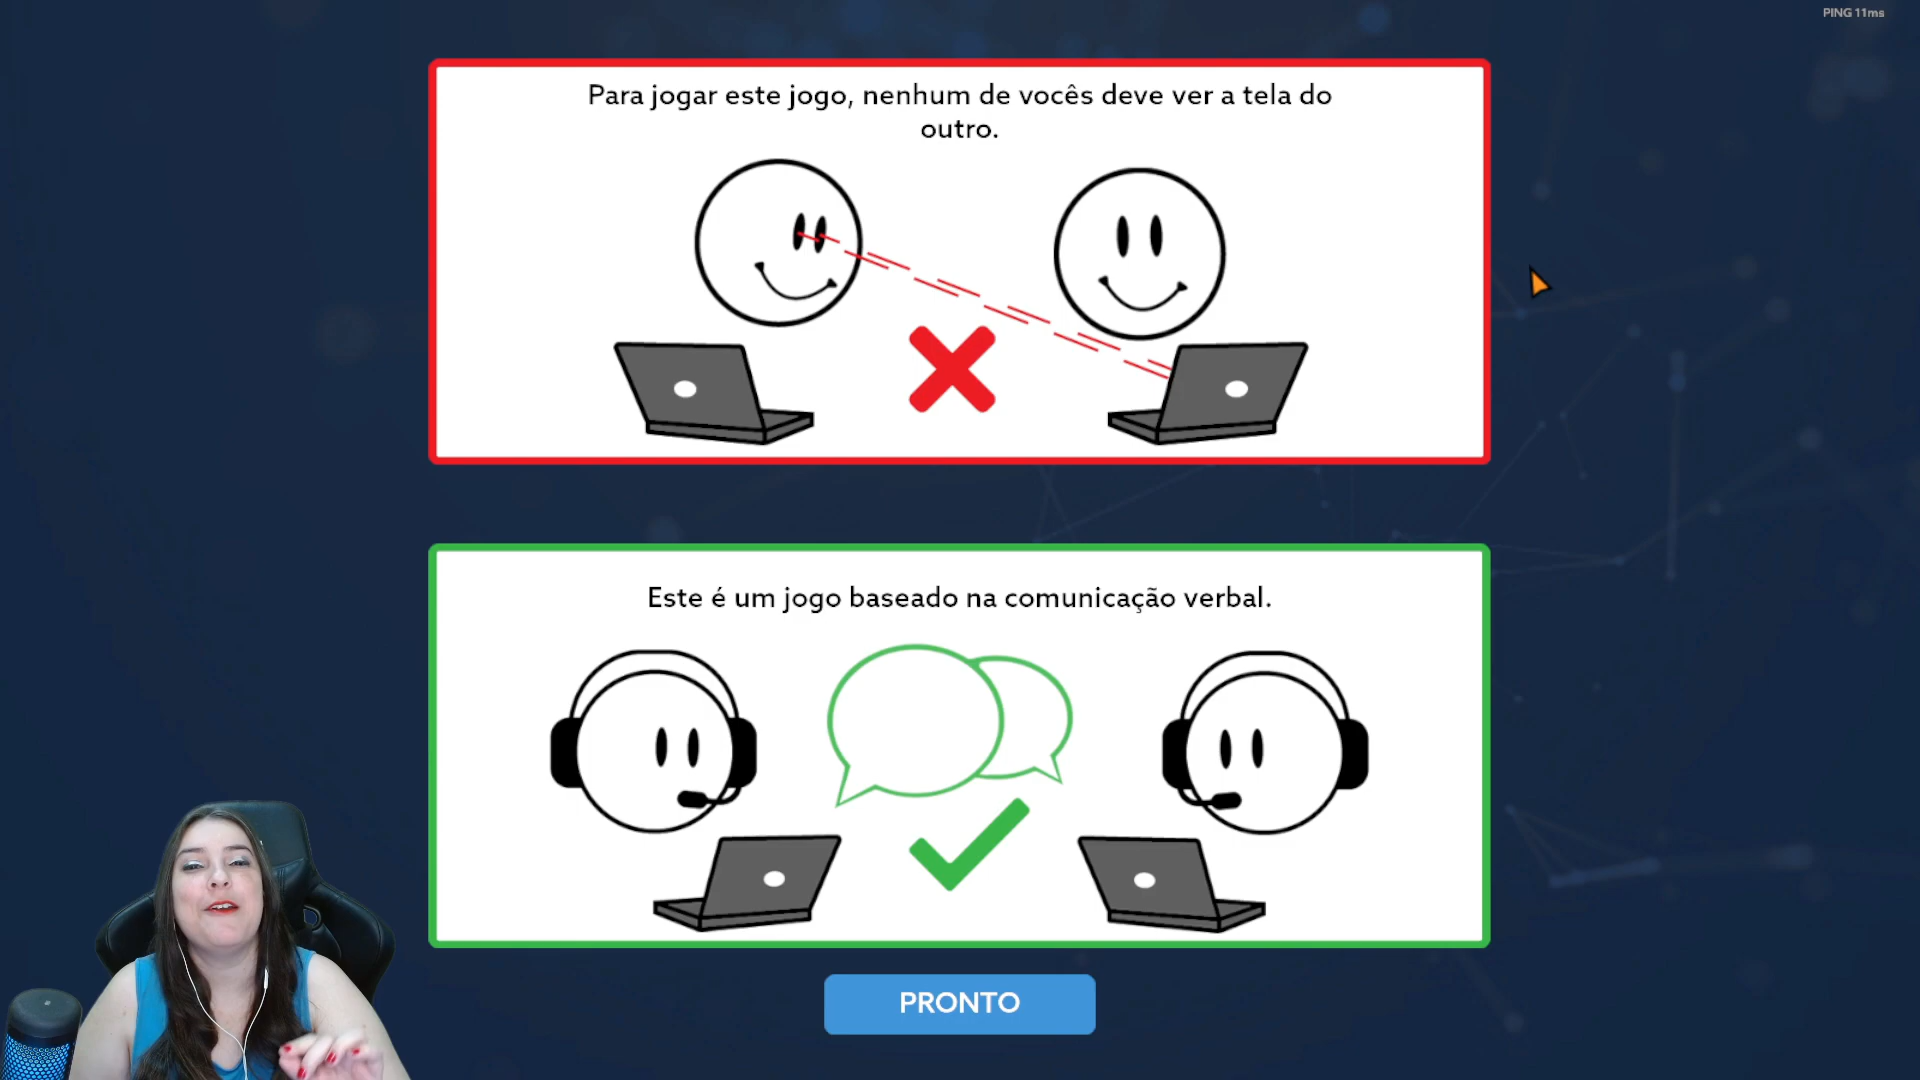 PING 11ms
Para jogar este jogo, nenhum de vocês deve ver a tela do
outro.
Este é um jogo baseado na comunicação verbal.
PRONTO